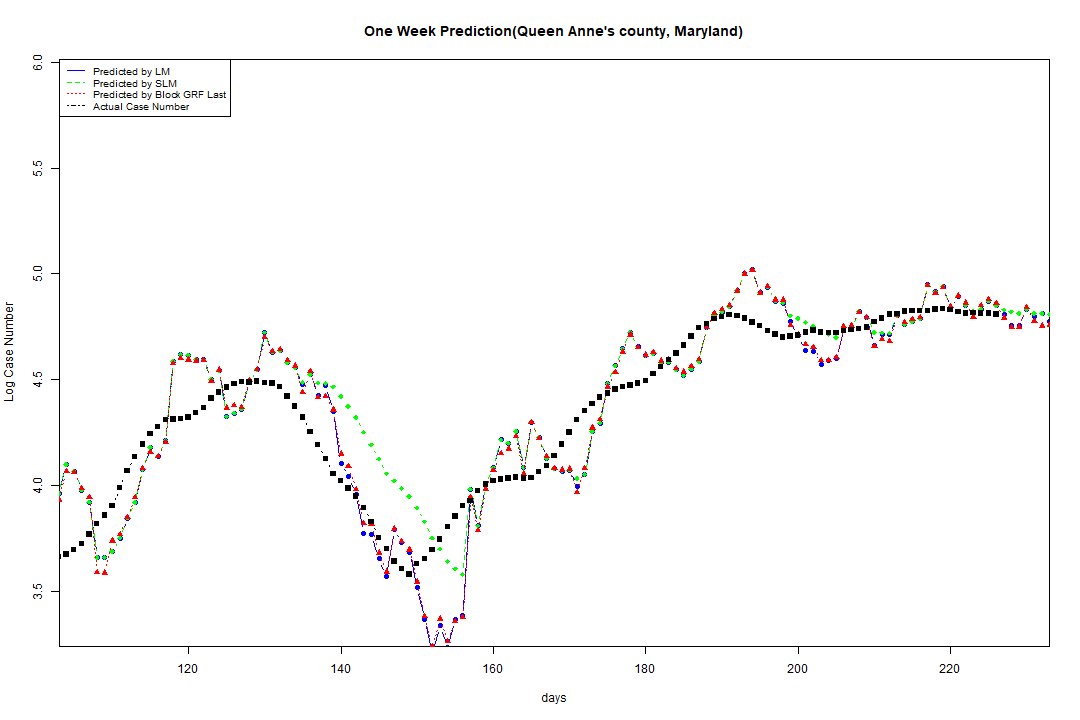 One Week Prediction(Queen Anne's county, Maryland)
Predicted by LM
Predicted by SLM
Predicted by Block GRF Last
Actual Case Number
6.0
5.5
5.0
4.5
4.0
3.5
Log Case Number
120 140 160 180 200 220
days